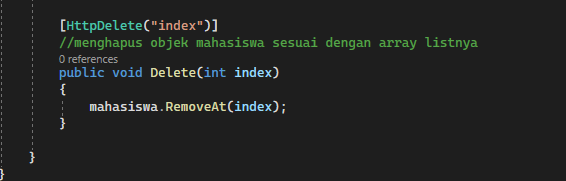 [HttpDelete("index")]
//menghapus objek mahasiswa sesuai dengan array listnya
0 references
public void Delete(int index)
{
mahasiswa.RemoveAt(index);
}
}
}